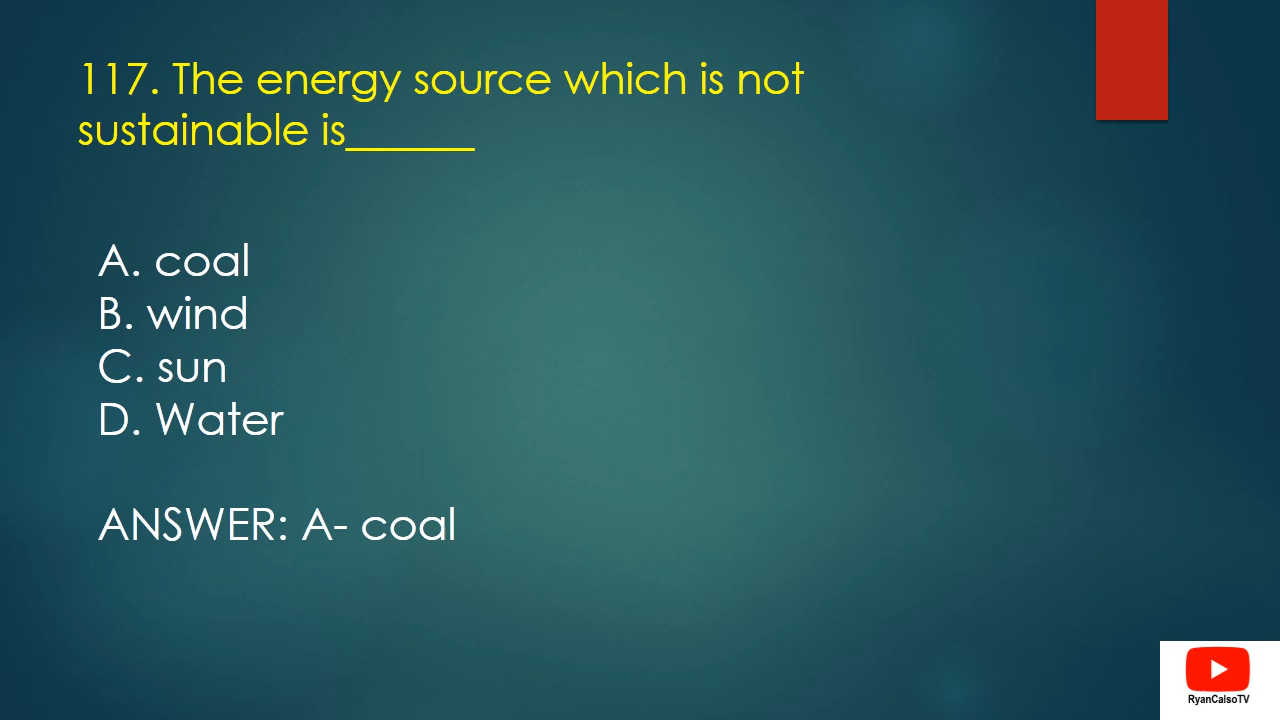 117. The energy source which is not
sustainable is______
A. coal
B. wind
C. sun
D. Water
ANSWER: A- coal
RyanCalsoTV